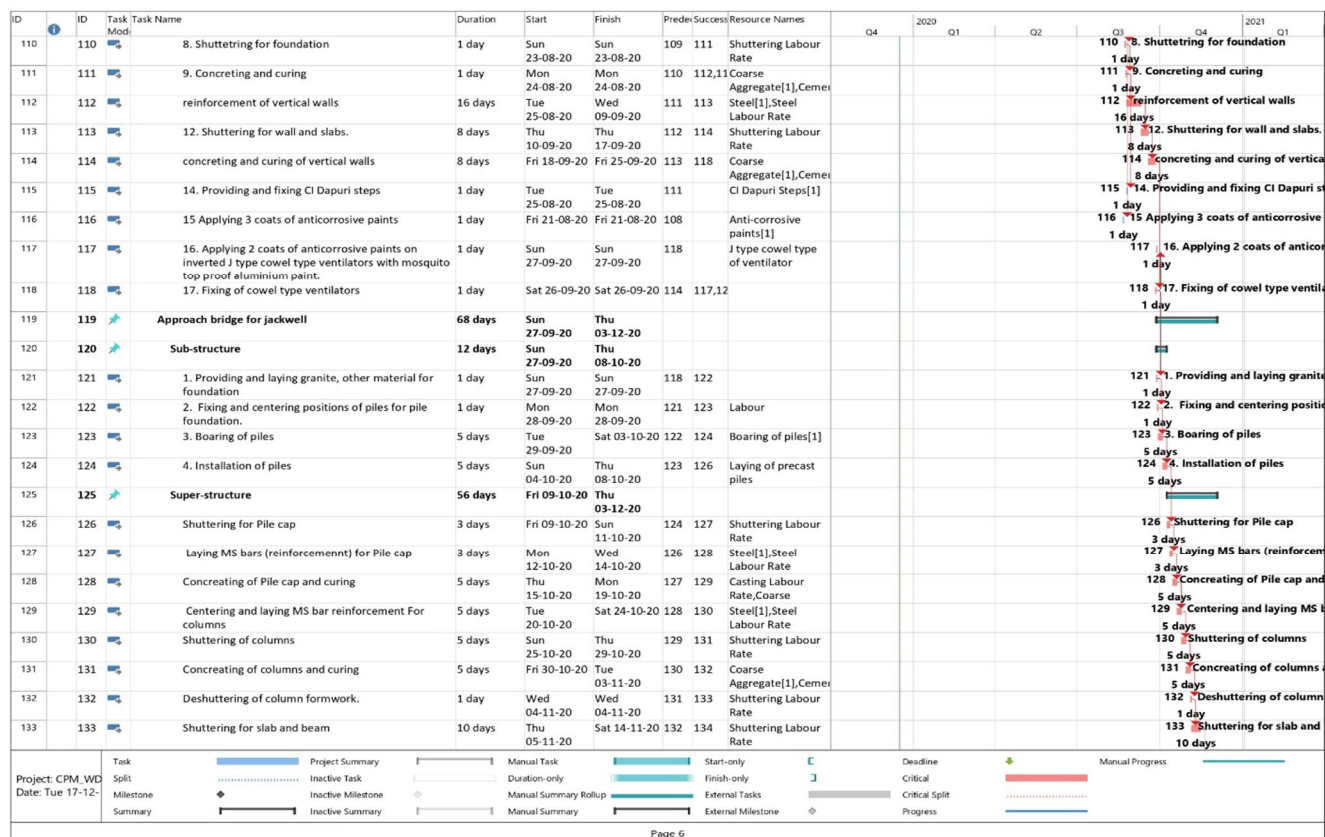 ID ID Task Mode Task Name Duration Start Finish Prede Success Resource Names 2020 2021
Q4 Q1 Q2 Q3 Q4 Q1
110 110 8. Shuttetring for foundation 1 day Sun 23-08-20 Sun 23-08-20 109 111 Shuttering Labour Rate 110 8. Shuttetring for foundation 1 day
111 111 9. Concreting and curing 1 day Mon 24-08-20 Mon 24-08-20 110 112,11 Coarse Aggregate[1],Cemer 111 9. Concreting and curing 1 day
112 112 reinforcement of vertical walls 16 days Tue 25-08-20 Wed 09-09-20 111 113 Steel[1],Steel Labour Rate 112 reinforcement of vertical walls 16 days
113 113 12. Shuttering for wall and slabs. 8 days Thu 10-09-20 Thu 17-09-20 112 114 Shuttering Labour Rate 113 12. Shuttering for wall and slabs. 8 days
114 114 concreting and curing of vertical walls 8 days Fri 18-09-20 Fri 25-09-20 113 118 Coarse Aggregate[1],Cemer 114 concreting and curing of vertica 8 days
115 115 14. Providing and fixing CI Dapuri steps 1 day Tue 25-08-20 Tue 25-08-20 111 CI Dapuri Steps[1] 115 14. Providing and fixing CI Dapuri st 1 day
116 116 15 Applying 3 coats of anticorrosive paints 1 day Fri 21-08-20 Fri 21-08-20 108 Anti-corrosive paints[1] 116 15 Applying 3 coats of anticorrosive 1 day
117 117 16. Applying 2 coats of anticorrosive paints on inverted J type cowel type ventilators with mosquito top proof aluminium paint. 1 day Sun 27-09-20 Sun 27-09-20 118 J type cowel type of ventilator 117 16. Applying 2 coats of anticor 1 day
118 118 17. Fixing of cowel type ventilators 1 day Sat 26-09-20 Sat 26-09-20 114 117,12 118 17. Fixing of cowel type ventila 1 day
119 119 Approach bridge for jackwell 68 days Sun 27-09-20 Thu 03-12-20
120 120 Sub-structure 12 days Sun 27-09-20 Thu 08-10-20
121 121 1. Providing and laying granite, other material for foundation 1 day Sun 27-09-20 Sun 27-09-20 118 122 121 1. Providing and laying granite 1 day
122 122 2. Fixing and centering positions of piles for pile foundation. 1 day Mon 28-09-20 Mon 28-09-20 121 123 Labour 122 2. Fixing and centering positic 1 day
123 123 3. Boaring of piles 5 days Tue 29-09-20 Sat 03-10-20 122 124 Boaring of piles[1] 123 3. Boaring of piles 5 days
124 124 4. Installation of piles 5 days Sun 04-10-20 Thu 08-10-20 123 126 Laying of precast piles 124 4. Installation of piles 5 days
125 125 Super-structure 56 days Fri 09-10-20 Thu 03-12-20
126 126 Shuttering for Pile cap 3 days Fri 09-10-20 Sun 11-10-20 124 127 Shuttering Labour Rate 126 Shuttering for Pile cap 3 days
127 127 Laying MS bars (reinforcemennt) for Pile cap 3 days Mon 12-10-20 Wed 14-10-20 126 128 Steel[1],Steel Labour Rate 127 Laying MS bars (reinforcem 3 days
128 128 Concreating of Pile cap and curing 5 days Thu 15-10-20 Mon 19-10-20 127 129 Casting Labour Rate,Coarse 128 Concreating of Pile cap and 5 days
129 129 Centering and laying MS bar reinforcement For columns 5 days Tue 20-10-20 Sat 24-10-20 128 130 Steel[1],Steel Labour Rate 129 Centering and laying MS b 5 days
130 130 Shuttering of columns 5 days Sun 25-10-20 Thu 29-10-20 129 131 Shuttering Labour Rate 130 Shuttering of columns 5 days
131 131 Concreating of columns and curing 5 days Fri 30-10-20 Tue 03-11-20 130 132 Coarse Aggregate[1],Cemer 131 Concreating of columns a 5 days
132 132 Deshuttering of column formwork. 1 day Wed 04-11-20 Wed 04-11-20 131 133 Shuttering Labour Rate 132 Deshuttering of column 1 day
133 133 Shuttering for slab and beam 10 days Thu 05-11-20 Sat 14-11-20 132 134 Shuttering Labour Rate 133 Shuttering for slab and 10 days
Project: CPM_WD
Date: Tue 17-12-
Task Project Summary Manual Task Start-only Deadline Manual Progress
Split Inactive Task Duration-only Finish-only Critical
Milestone Inactive Milestone Manual Summary Rollup External Tasks Critical Split
Summary Inactive Summary Manual Summary External Milestone Progress
Page 6